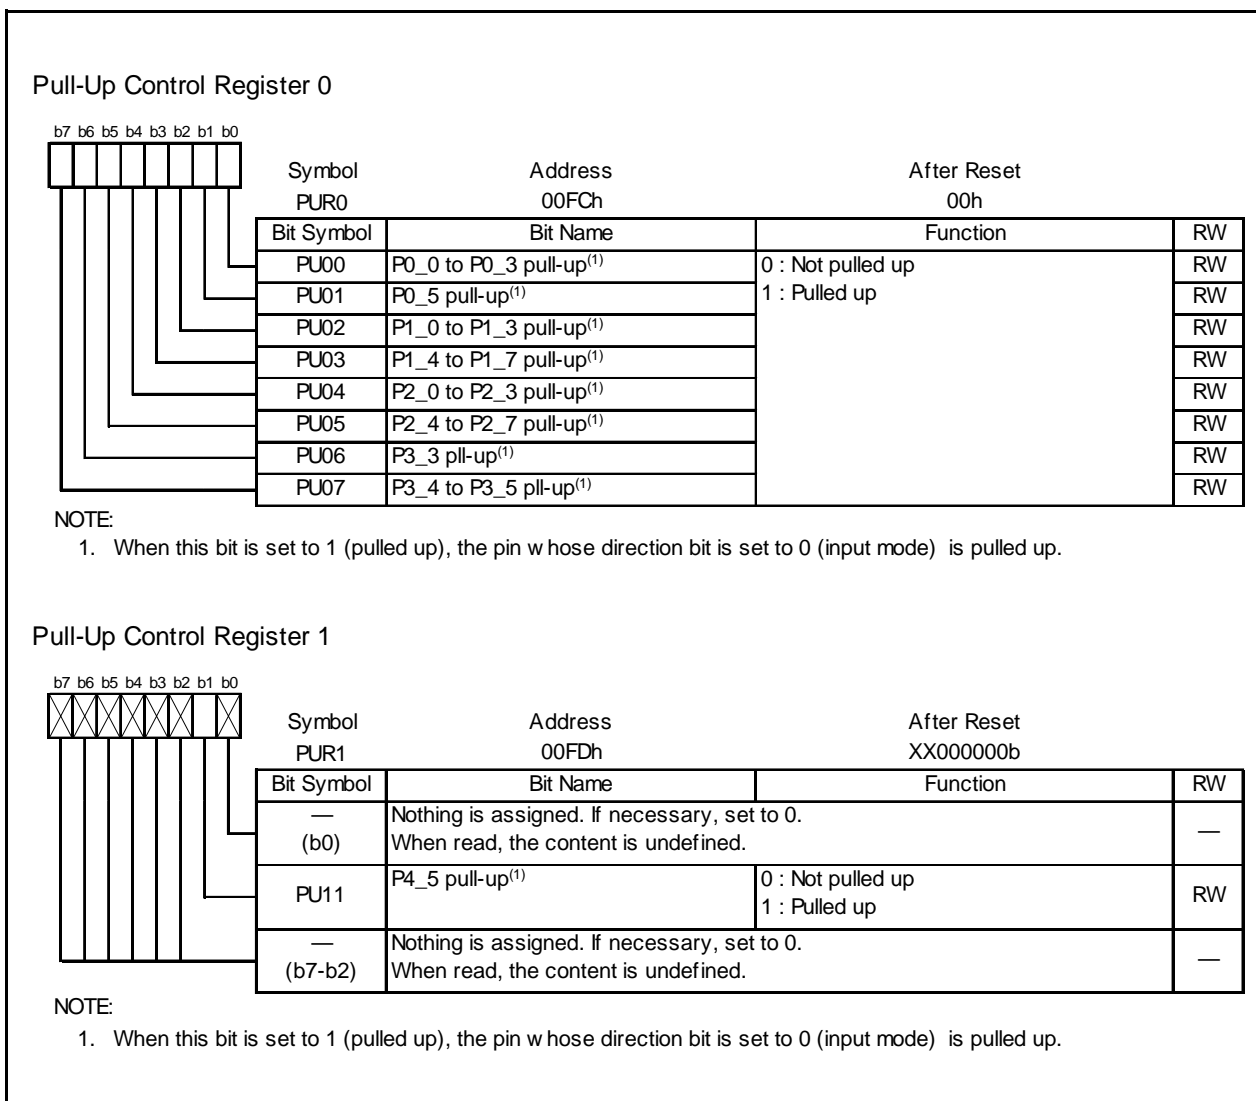 Pull-Up Control Register 0
b7 b6 b5 b4 b3 b2 b1 b0
Symbol Address After Reset
PUR0 00FCh 00h
Bit Symbol Bit Name Function RW
PU00 P0_0 to P0_3 pull-up(1) 0 : Not pulled up RW
PU01 P0_5 pull-up(1) 1 : Pulled up RW
PU02 P1_0 to P1_3 pull-up(1) RW
PU03 P1_4 to P1_7 pull-up(1) RW
PU04 P2_0 to P2_3 pull-up(1) RW
PU05 P2_4 to P2_7 pull-up(1) RW
PU06 P3_3 pll-up(1) RW
PU07 P3_4 to P3_5 pll-up(1) RW
NOTE:
1. When this bit is set to 1 (pulled up), the pin w hose direction bit is set to 0 (input mode) is pulled up.
Pull-Up Control Register 1
b7 b6 b5 b4 b3 b2 b1 b0
Symbol Address After Reset
PUR1 00FDh XX000000b
Bit Symbol Bit Name Function RW
— Nothing is assigned. If necessary, set to 0. —
(b0) When read, the content is undefined.
PU11 P4_5 pull-up(1) 0 : Not pulled up RW
1 : Pulled up
— Nothing is assigned. If necessary, set to 0. —
(b7-b2) When read, the content is undefined.
NOTE:
1. When this bit is set to 1 (pulled up), the pin w hose direction bit is set to 0 (input mode) is pulled up.